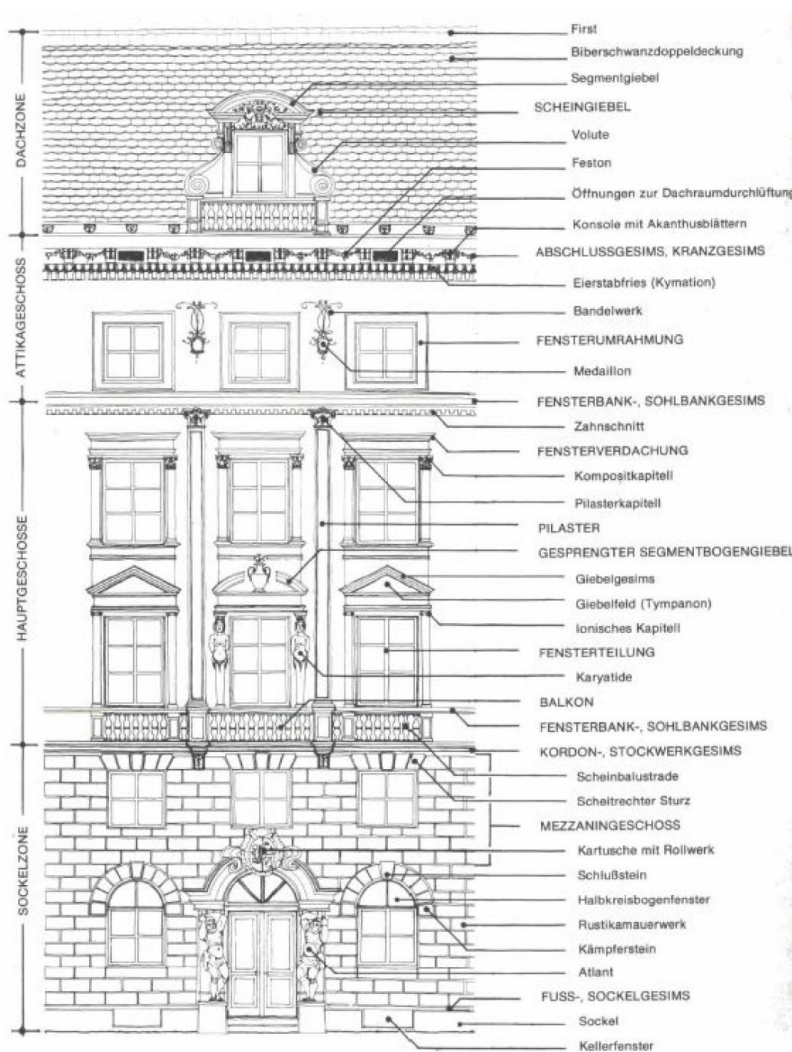 First
Biberschwanzdoppeldeckung
Segmentgiebel
SCHEINGIEBEL
Volute
Feston
Öffnungen zur Dachraumdurchlüftung
Konsole mit Akanthusblättern
ABSCHLUSSGESIMS, KRANZGESIMS
Eierstabfries (Kymation)
Bandelwerk
FENSTERUMRAHMUNG
Medaillon
FENSTERBANK-, SOHLBANKGESIMS
Zahnschnitt
FENSTERVERDACHUNG
Kompositkapitell
Pilasterkapitell
PILASTER
GESPRENGTER SEGMENTBOGENGIEBEL
Giebelgesims
Giebelfeld (Tympanon)
Ionisches Kapitell
FENSTERTEILUNG
Karyatide
BALKON
FENSTERBANK-, SOHLBANKGESIMS
KORDON-, STOCKWERKGESIMS
Scheinbalustrade
Scheitrechter Sturz
MEZZANINGESCHOSS
Kartusche mit Rollwerk
Schlußstein
Halbkreisbogenfenster
Rustikamauerwerk
Kämpferstein
Atlant
FUSS-, SOCKELGESIMS
Sockel
Kellerfenster
DACHZONE
ATTIKAGESCHOSS
HAUPTGESCHOSSE
SOCKELZONE